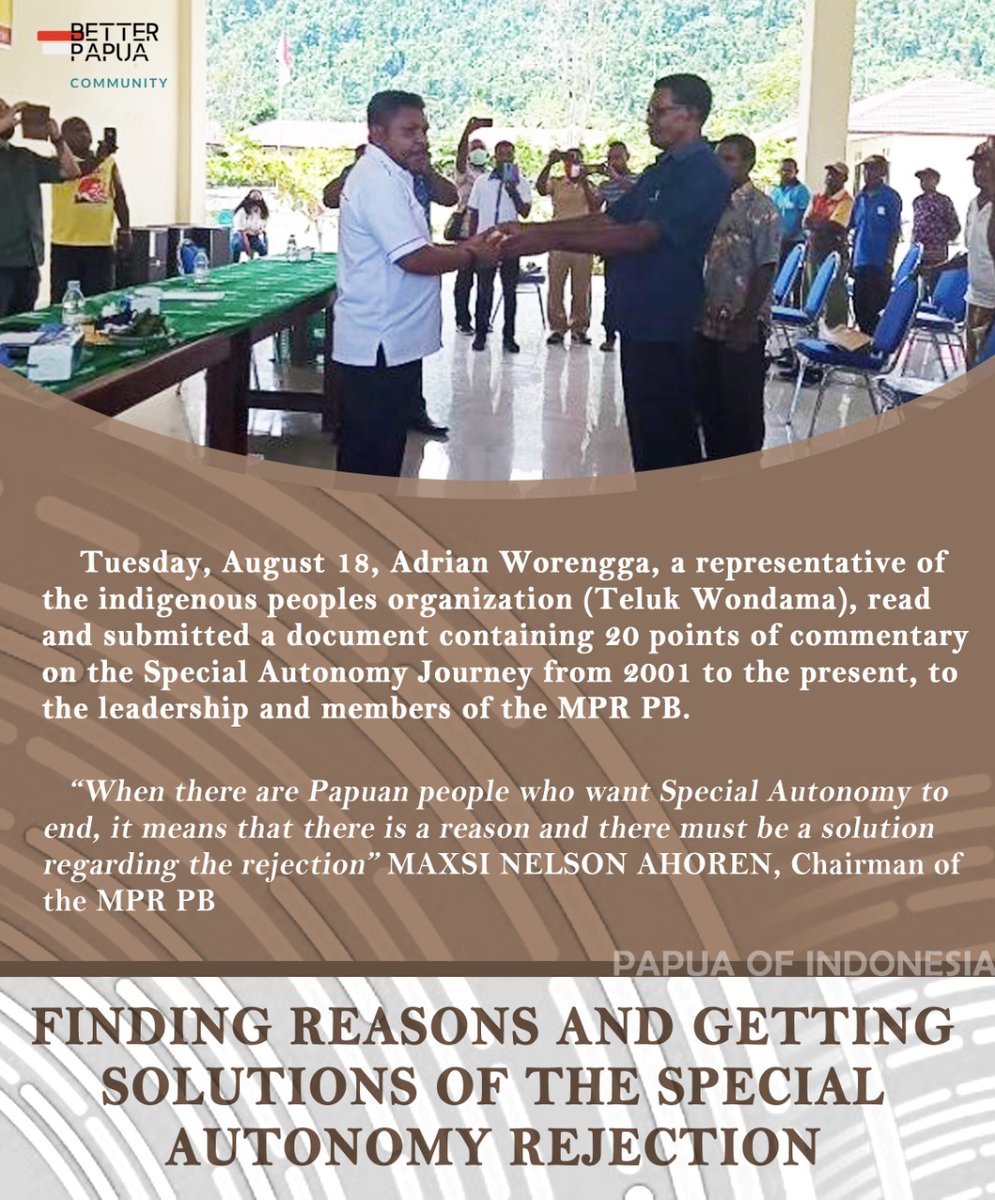 BETTER
PAPUA
COMMUNITY
Tuesday, August 18, Adrian Worengga, a representative of
the indigenous peoples organization (Teluk Wondama), read
and submitted a document containing 20 points of commentary
on the Special Autonomy Journey from 2001 to the present, to
the leadership and members of the MPR PB.
“When there are Papuan people who want Special Autonomy to
end, it means that there is a reason and there must be a solution
regarding the rejection” MAXSI NELSON AHOREN, Chairman of
the MPR PB
PAPUA OF INDONESIA
FINDING REASONS AND GETTING
SOLUTIONS OF THE SPECIAL
AUTONOMY REJECTION